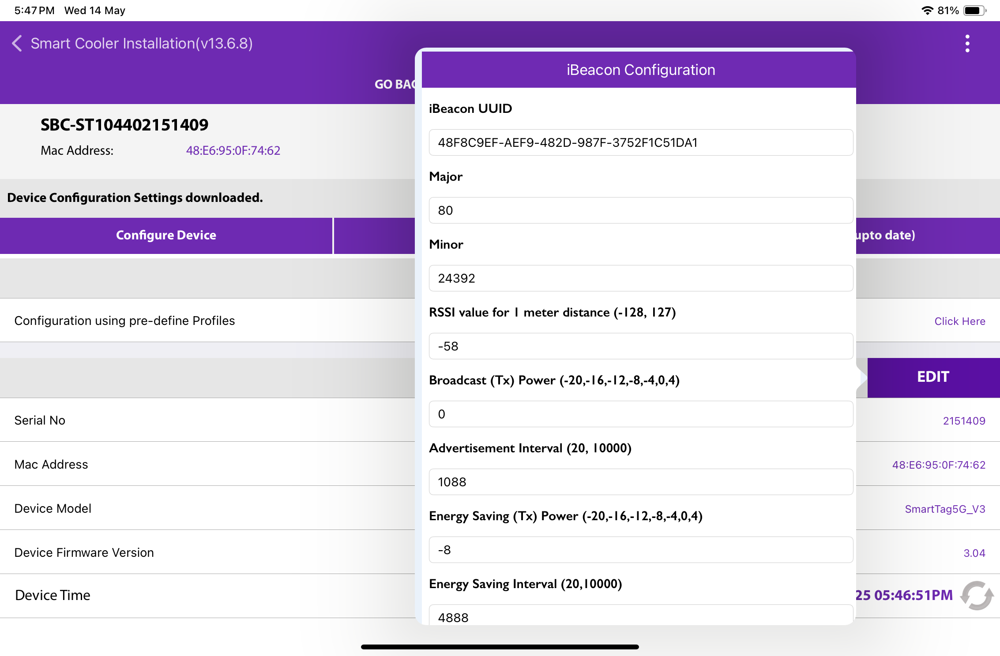 5:47 PM Wed 14 May
81%
Smart Cooler Installation(v13.6.8)
GO BAC
SBC-ST104402151409
Mac Address: 48:E6:95:0F:74:62
Device Configuration Settings downloaded.
Configure Device
upto date)
Configuration using pre-define Profiles
Click Here
EDIT
Serial No
2151409
Mac Address
48:E6:95:0F:74:62
Device Model
SmartTag5G_V3
Device Firmware Version
3.04
Device Time
25 05:46:51PM
iBeacon Configuration
iBeacon UUID
48F8C9EF-AEF9-482D-987F-3752F1C51DA1
Major
80
Minor
24392
RSSI value for 1 meter distance (-128, 127)
-58
Broadcast (Tx) Power (-20,-16,-12,-8,-4,0,4)
0
Advertisement Interval (20, 10000)
1088
Energy Saving (Tx) Power (-20,-16,-12,-8,-4,0,4)
-8
Energy Saving Interval (20,10000)
4888